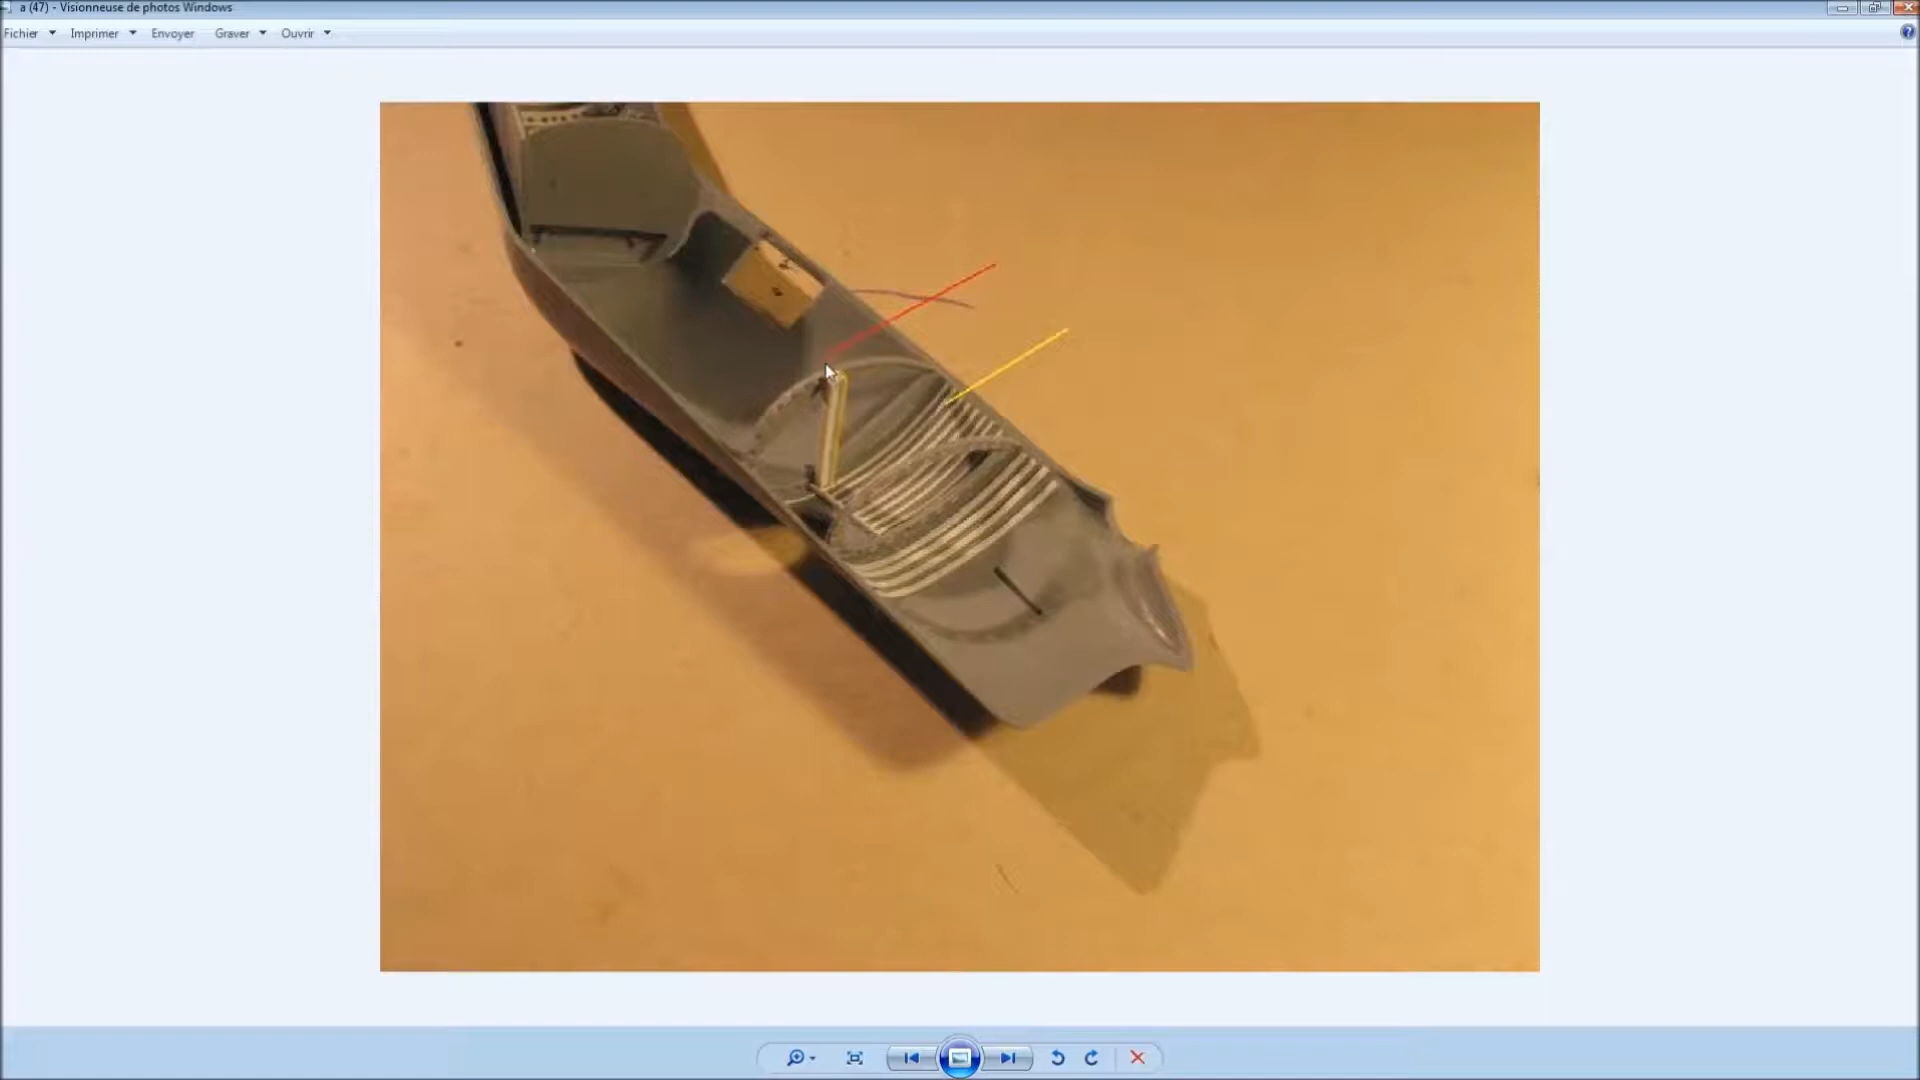 a (47) - Visionneuse de photos Windows
Fichier Imprimer Envoyer Graver Ouvrir